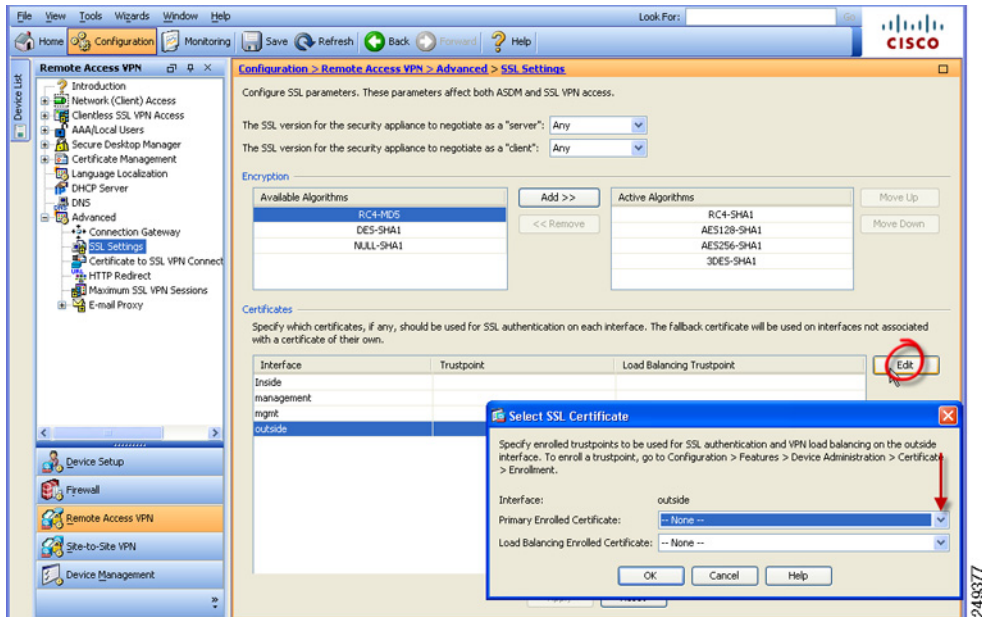 File View Tools Wizards Window Help Look For: Go
Home Configuration Monitoring Save Refresh Back Forward Help
CISCO
Device List
Remote Access VPN
Introduction
Network (Client) Access
Clientless SSL VPN Access
AAA/Local Users
Secure Desktop Manager
Certificate Management
Language Localization
DHCP Server
DNS
Advanced
Connection Gateway
SSL Settings
Certificate to SSL VPN Connect
HTTP Redirect
Maximum SSL VPN Sessions
E-mail Proxy
Device Setup
Firewall
Remote Access VPN
Site-to-Site VPN
Device Management
Configuration > Remote Access VPN > Advanced > SSL Settings
Configure SSL parameters. These parameters affect both ASDM and SSL VPN access.
The SSL version for the security appliance to negotiate as a "server": Any
The SSL version for the security appliance to negotiate as a "client": Any
Encryption
Available Algorithms
RC4-MD5
DES-SHA1
NULL-SHA1
Add >>
<< Remove
Active Algorithms
RC4-SHA1
AES128-SHA1
AES256-SHA1
3DES-SHA1
Move Up
Move Down
Certificates
Specify which certificates, if any, should be used for SSL authentication on each interface. The fallback certificate will be used on interfaces not associated
with a certificate of their own.
Interface Trustpoint Load Balancing Trustpoint
Inside
management
mgmt
outside
Edit
Select SSL Certificate
Specify enrolled trustpoints to be used for SSL authentication and VPN load balancing on the outside
interface. To enroll a trustpoint, go to Configuration > Features > Device Administration > Certificate
> Enrollment.
Interface: outside
Primary Enrolled Certificate: -- None --
Load Balancing Enrolled Certificate: -- None --
OK Cancel Help
249377